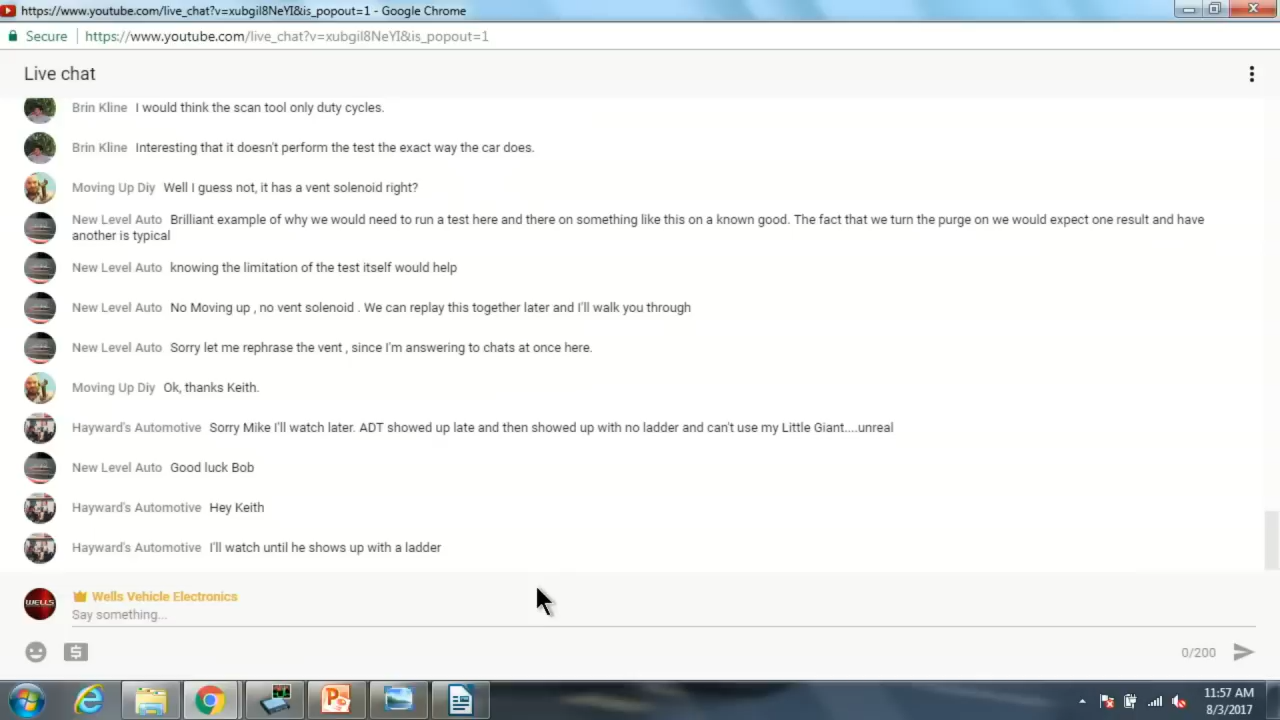 https://www.youtube.com/live_chat?v=xubgil8NeYI&is_popout=1 - Google Chrome
Secure https://www.youtube.com/live_chat?v=xubgil8NeYI&is_popout=1
Live chat
Brin Kline I would think the scan tool only duty cycles.
Brin Kline Interesting that it doesn't perform the test the exact way the car does.
Moving Up Diy Well I guess not, it has a vent solenoid right?
New Level Auto Brilliant example of why we would need to run a test here and there on something like this on a known good. The fact that we turn the purge on we would expect one result and have
another is typical
New Level Auto knowing the limitation of the test itself would help
New Level Auto No Moving up , no vent solenoid . We can replay this together later and I'll walk you through
New Level Auto Sorry let me rephrase the vent , since I'm answering to chats at once here.
Moving Up Diy Ok, thanks Keith.
Hayward's Automotive Sorry Mike I'll watch later. ADT showed up late and then showed up with no ladder and can't use my Little Giant....unreal
New Level Auto Good luck Bob
Hayward's Automotive Hey Keith
Hayward's Automotive I'll watch until he shows up with a ladder
WELLS Wells Vehicle Electronics
Say something...
0/200
11:57 AM
8/3/2017